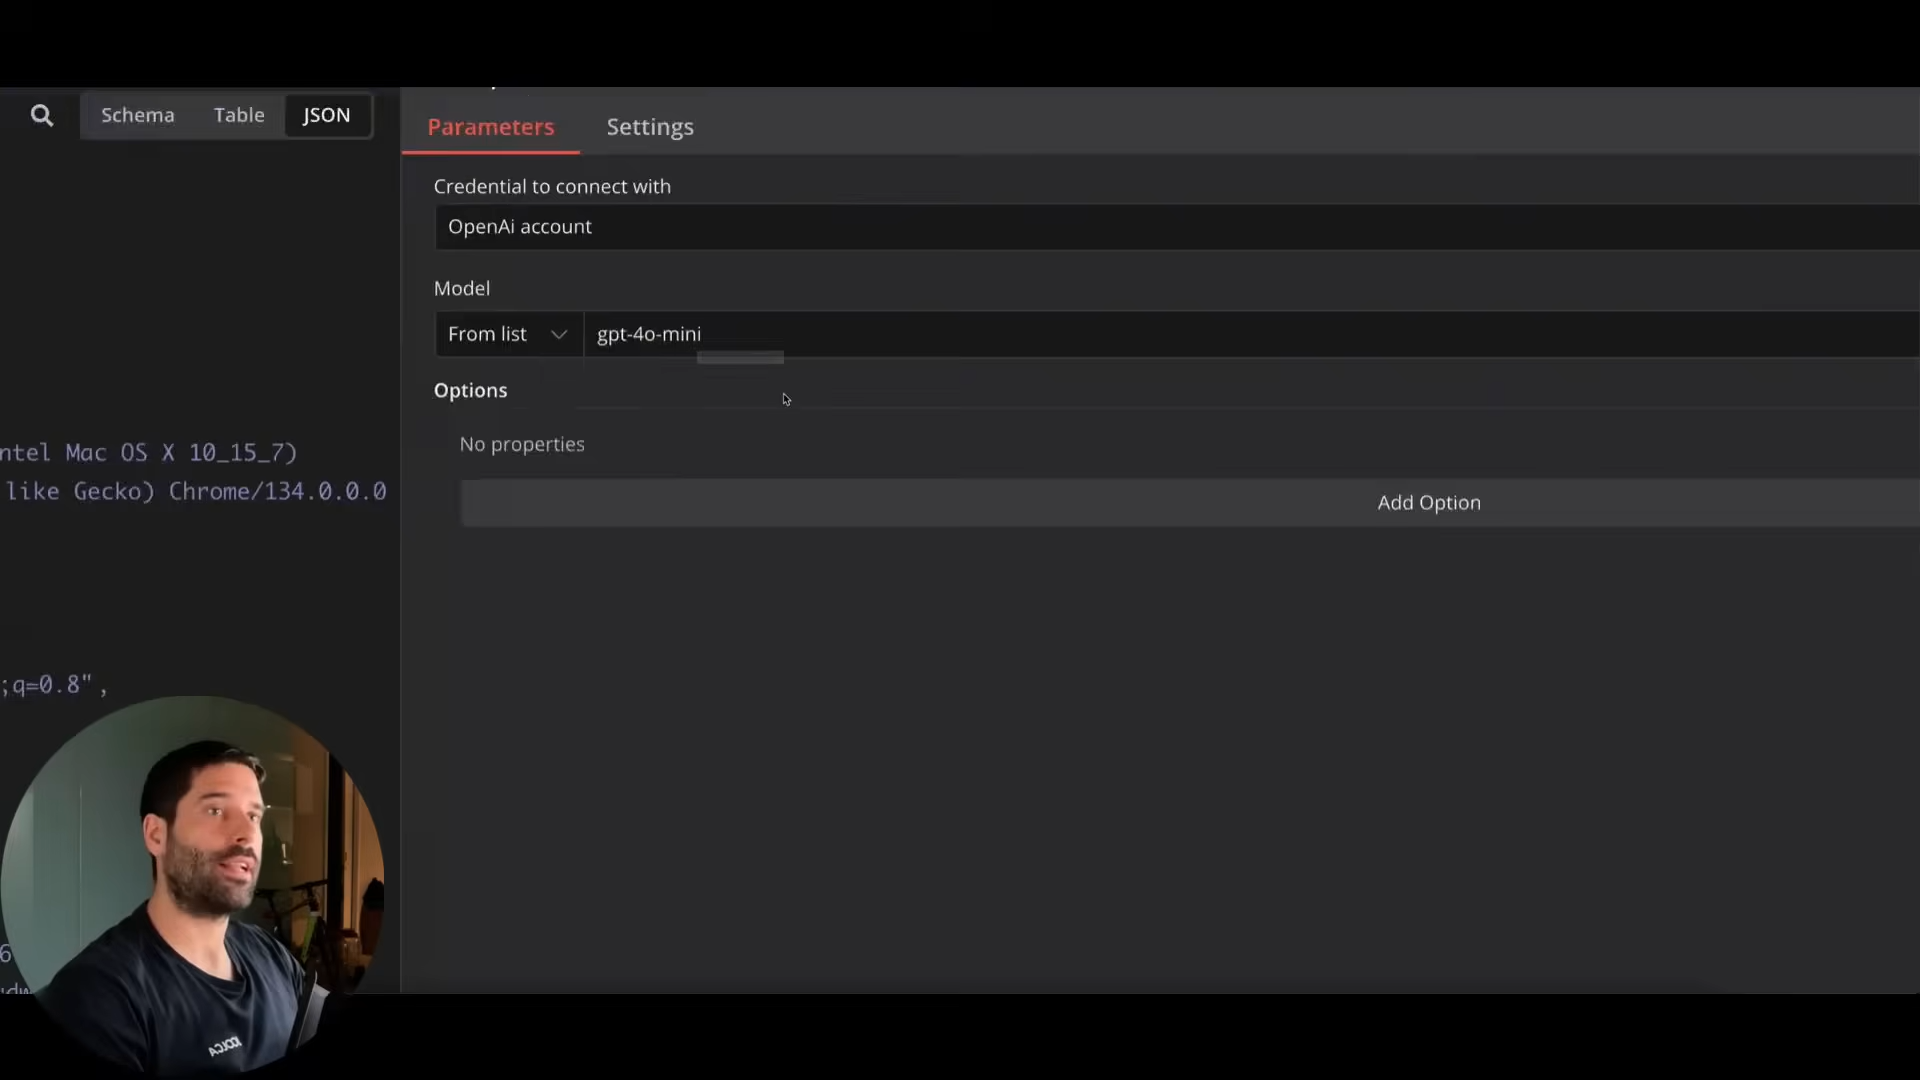 Schema Table JSON
Parameters Settings
Credential to connect with
OpenAi account
Model
From list gpt-4o-mini
Options
No properties
Add Option
ntel Mac OS X 10_15_7)
like Gecko) Chrome/134.0.0.0
;q=0.8",
6